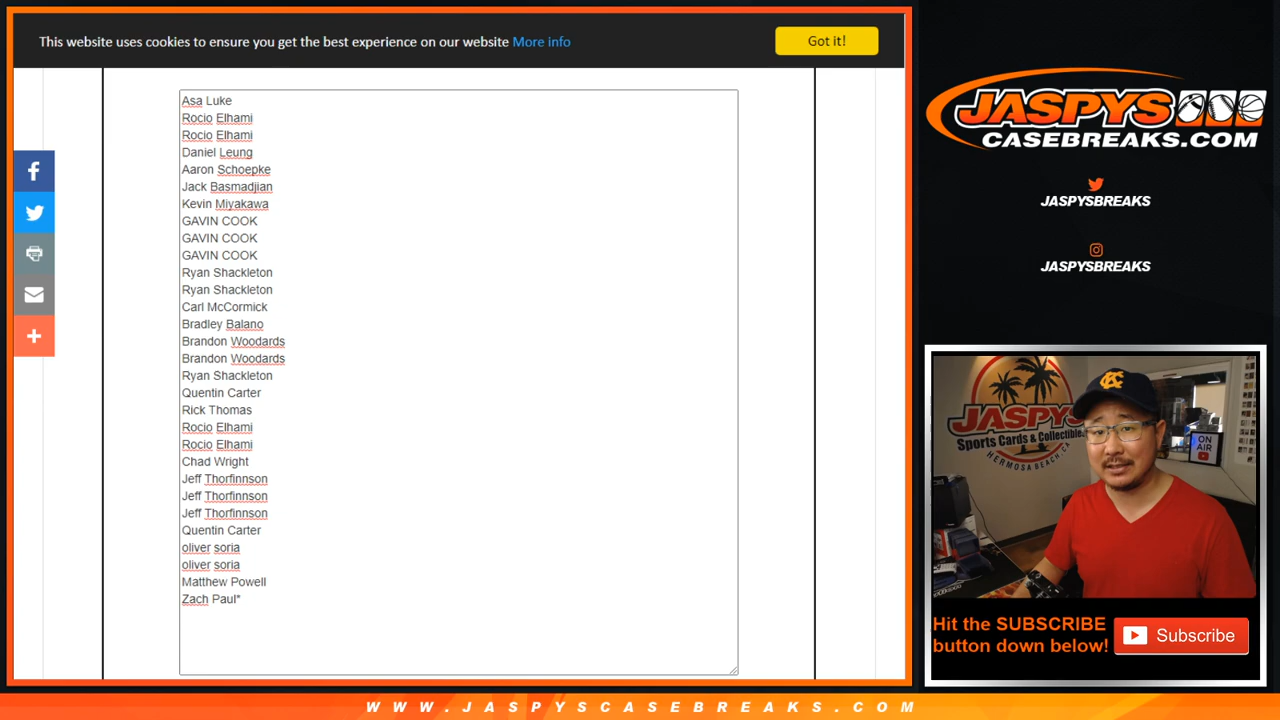 This website uses cookies to ensure you get the best experience on our website More info
Got it!
Asa Luke
Rocio Elhami
Rocio Elhami
Daniel Leung
Aaron Schoepke
Jack Basmadjian
Kevin Miyakawa
GAVIN COOK
GAVIN COOK
GAVIN COOK
Ryan Shackleton
Ryan Shackleton
Carl McCormick
Bradley Balano
Brandon Woodards
Brandon Woodards
Ryan Shackleton
Quentin Carter
Rick Thomas
Rocio Elhami
Rocio Elhami
Chad Wright
Jeff Thorfinnson
Jeff Thorfinnson
Jeff Thorfinnson
Quentin Carter
oliver soria
oliver soria
Matthew Powell
Zach Paul*
JASPYS
CASEBREAKS.COM
JASPYSBREAKS
JASPYSBREAKS
JASPYS
Sports Cards & Collectibles
HERMOSA BEACH, CA
ON AIR
Hit the SUBSCRIBE
button down below!
Subscribe
WWW.JASPYSCASEBREAKS.COM